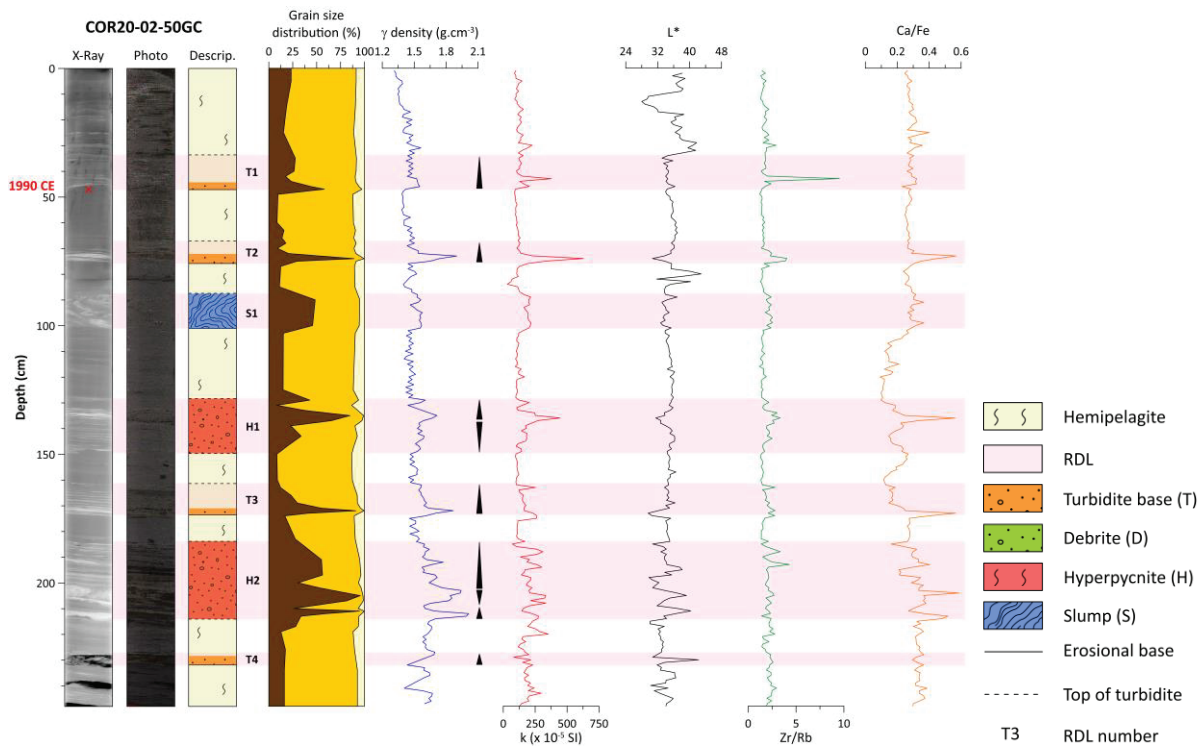 COR20-02-50GC
X-Ray Photo Descrip.
Grain size
distribution (%)
0 25 50 75 100
γ density (g.cm⁻³)
1.2 1.5 1.8 2.1
L*
24 32 40 48
Ca/Fe
0 0.2 0.4 0.6
Depth (cm)
0
50
100
150
200
1990 CE
T1
T2
S1
H1
T3
H2
T4
0 250 500 750
k (x 10⁻⁵ SI)
0 5 10
Zr/Rb
Hemipelagite
RDL
Turbidite base (T)
Debrite (D)
Hyperpycnite (H)
Slump (S)
Erosional base
Top of turbidite
T3 RDL number